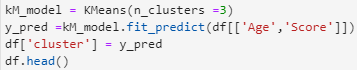 kM_model = KMeans(n_clusters =3)
y_pred =kM_model.fit_predict(df[['Age','Score']])
df['cluster'] = y_pred
df.head()